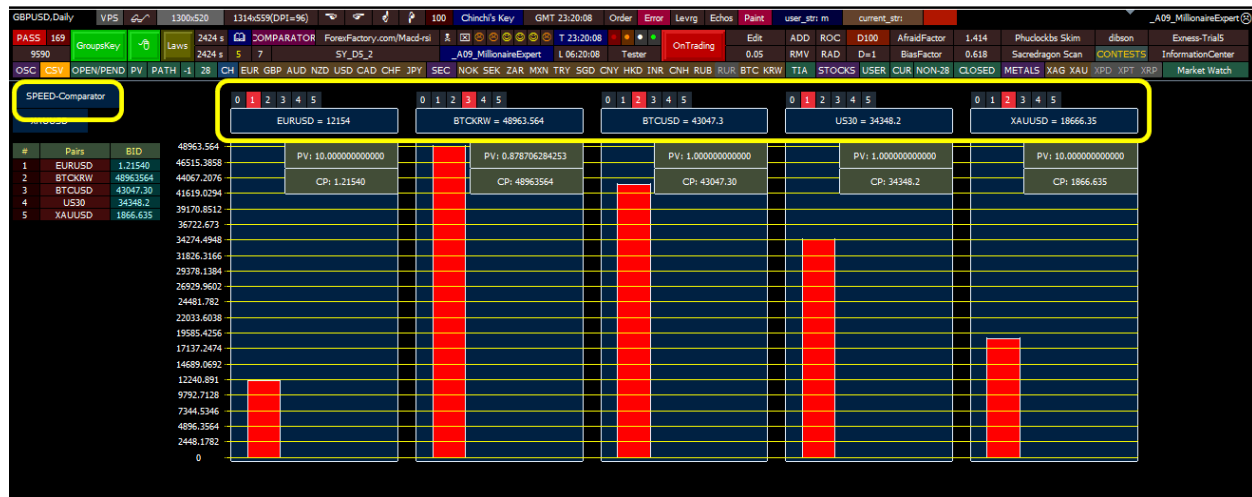 GBPUSD,Daily VPS 1300x520 1314x559(DPI=96) 100 Chinchi's Key GMT 23:20:08 Order Error Levrg Echos Paint user_str: m current_str: _A09_MillionaireExpert
PASS 169 GroupsKey Laws 2424 s COMPARATOR ForexFactory.com/Macd-rsi T 23:20:08 OnTrading Edit ADD ROC D100 AfraidFactor 1.414 Phuclockbs Skim dibson Exness-Trial5
9590 2424 s 5 7 SY_DS_2 _A09_MillionaireExpert L 06:20:08 Tester 0.05 RMV RAD D=1 BiasFactor 0.618 Sacredragon Scan CONTESTS InformationCenter
OSC CSV OPEN/PEND PV PATH -1 28 CH EUR GBP AUD NZD USD CAD CHF JPY SEC NOK SEK ZAR MXN TRY SGD CNY HKD INR CNH RUB RUR BTC KRW TIA STOCKS USER CUR NON-28 CLOSED METALS XAG XAU XPD XPT XRP Market Watch
SPEED-Comparator
XAUUSD
0 1 2 3 4 5 0 1 2 3 4 5 0 1 2 3 4 5 0 1 2 3 4 5 0 1 2 3 4 5
EURUSD = 12154 BTCKRW = 48963.564 BTCUSD = 43047.3 US30 = 34348.2 XAUUSD = 18666.35
# Pairs BID
1 EURUSD 1.21540
2 BTCKRW 48963564
3 BTCUSD 43047.30
4 US30 34348.2
5 XAUUSD 1866.635
48963.564
46515.3858
44067.2076
41619.0294
39170.8512
36722.673
34274.4948
31826.3166
29378.1384
26929.9602
24481.782
22033.6038
19585.4256
17137.2474
14689.0692
12240.891
9792.7128
7344.5346
4896.3564
2448.1782
0
PV: 10.000000000000 PV: 0.878706284253 PV: 1.000000000000 PV: 1.000000000000 PV: 10.000000000000
CP: 1.21540 CP: 48963564 CP: 43047.30 CP: 34348.2 CP: 1866.635